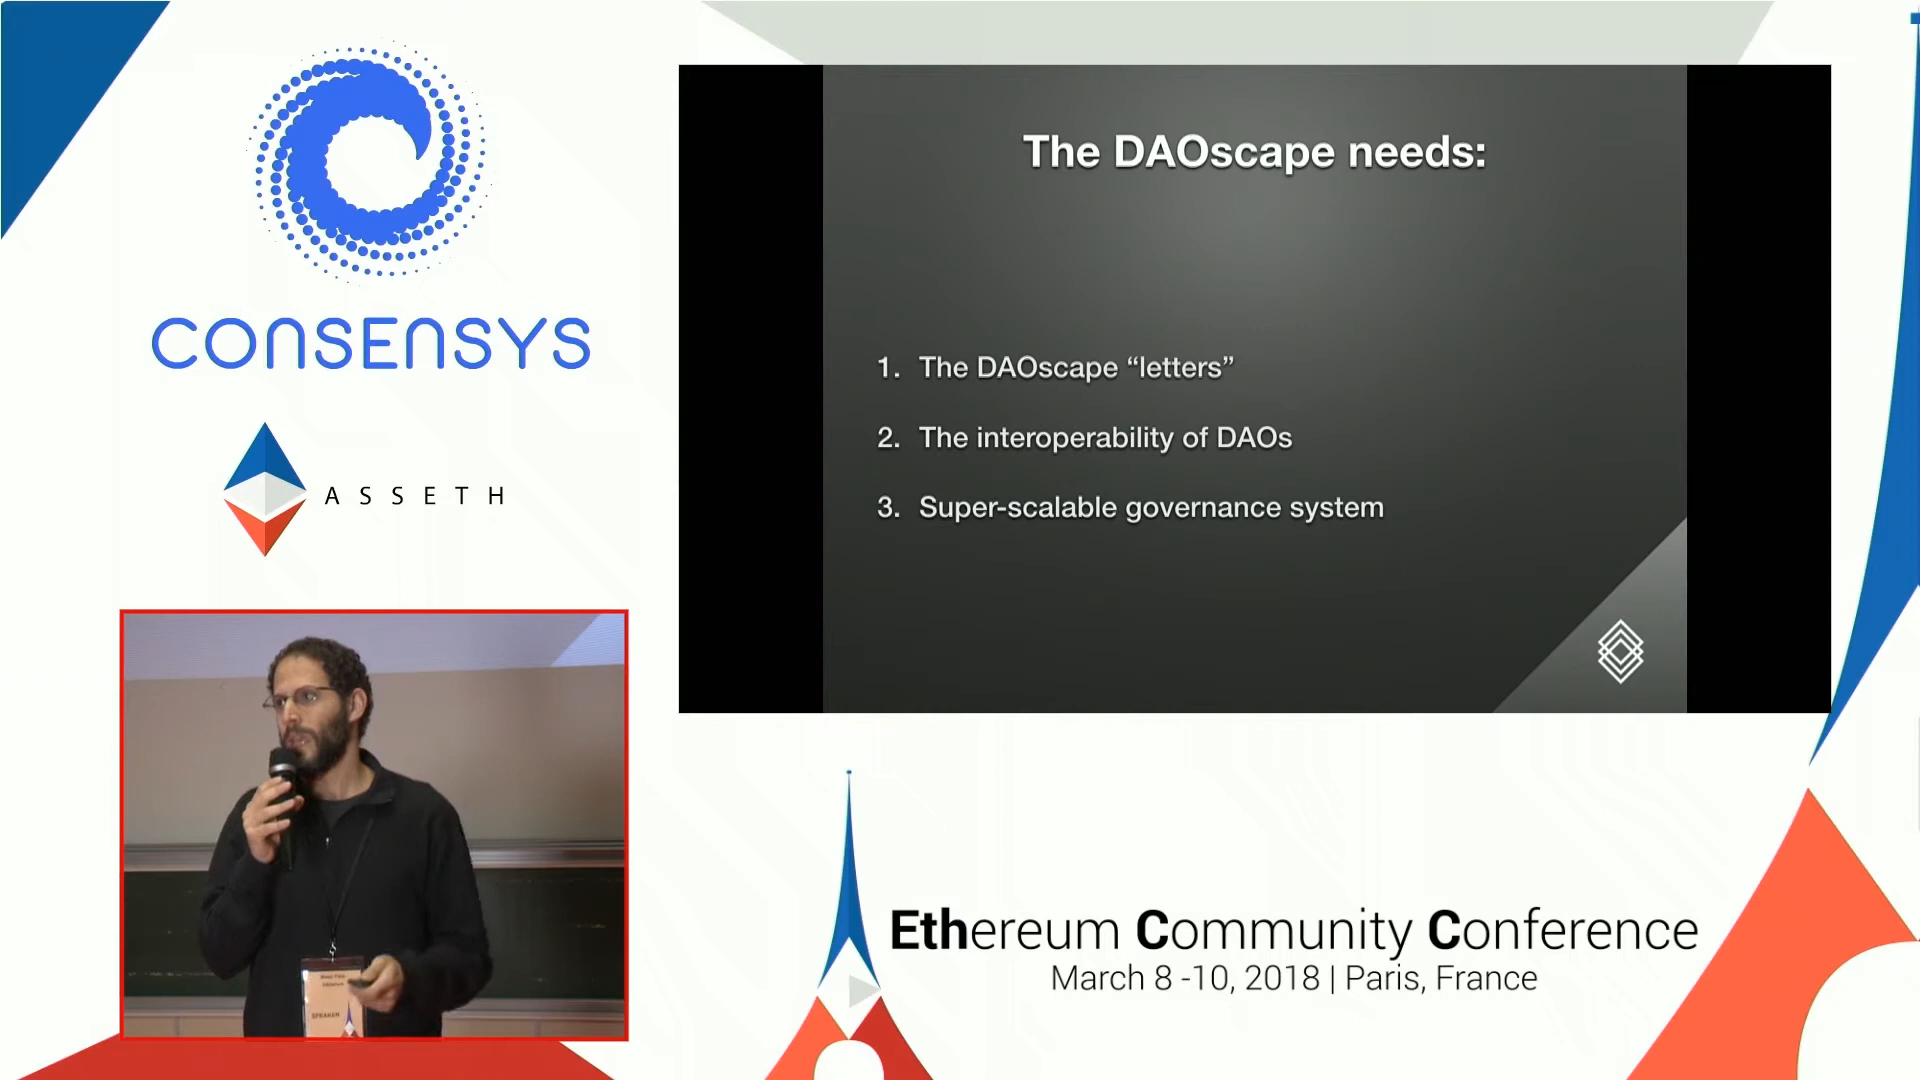 CONSENSYS
ASSETH
The DAOscape needs:
1. The DAOscape “letters”
2. The interoperability of DAOs
3. Super-scalable governance system
SPEAKER
Ethereum Community Conference
March 8 -10, 2018 | Paris, France